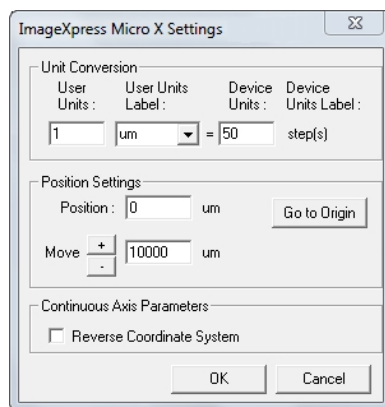 ImageXpress Micro X Settings
Unit Conversion
User Units : User Units Label : Device Units : Device Units Label :
1 um = 50 step(s)
Position Settings
Position : 0 um
Go to Origin
Move + - 10000 um
Continuous Axis Parameters
Reverse Coordinate System
OK Cancel